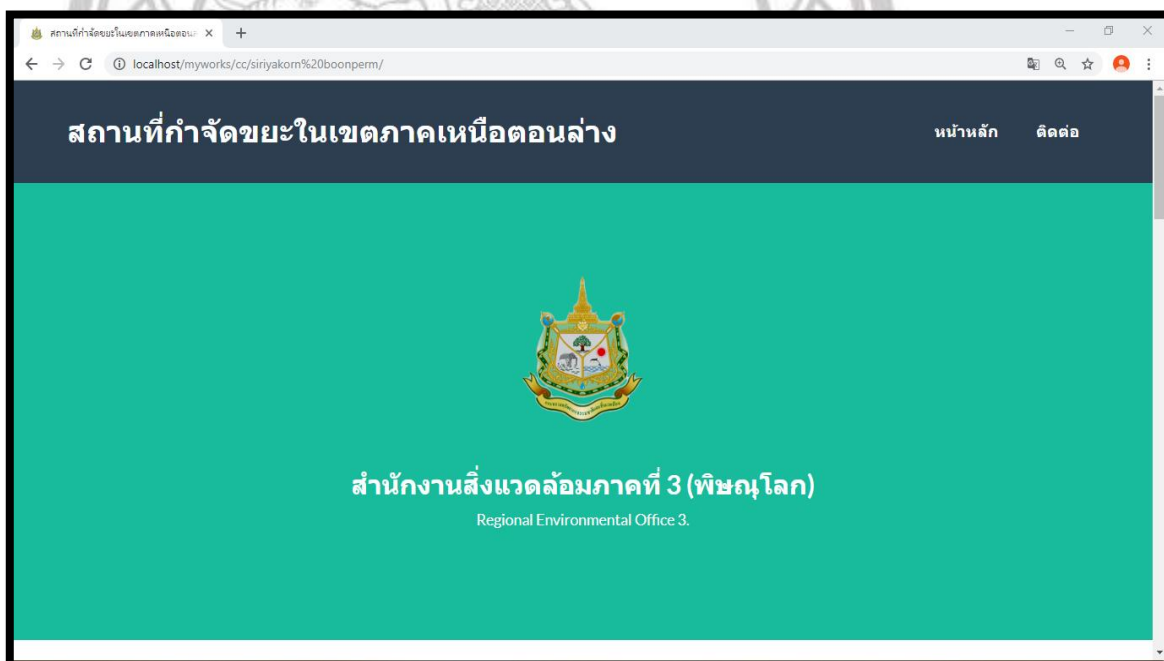 สถานที่กำจัดขยะในเขตภาคเหนือตอนล
localhost/myworks/cc/siriyakorn%20boonperm/
สถานที่กำจัดขยะในเขตภาคเหนือตอนล่าง
หน้าหลัก ติดต่อ
สำนักงานสิ่งแวดล้อมภาคที่ 3 (พิษณุโลก)
Regional Environmental Office 3.